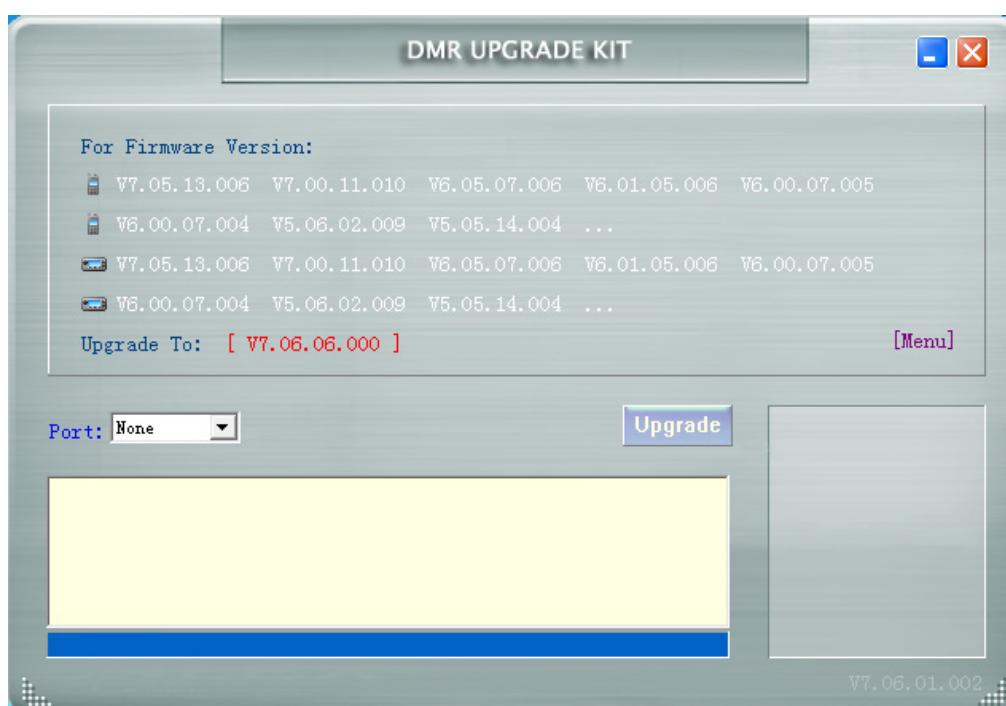 DMR UPGRADE KIT
For Firmware Version:
V7.05.13.006 V7.00.11.010 V6.05.07.006 V6.01.05.006 V6.00.07.005
V6.00.07.004 V5.06.02.009 V5.05.14.004 ...
V7.05.13.006 V7.00.11.010 V6.05.07.006 V6.01.05.006 V6.00.07.005
V6.00.07.004 V5.06.02.009 V5.05.14.004 ...
Upgrade To: [ V7.06.06.000 ] [Menu]
Port: None Upgrade
V7.06.01.002